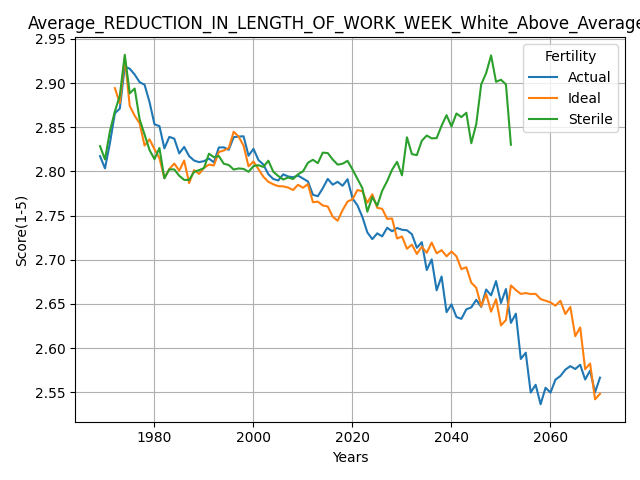 Average_REDUCTION_IN_LENGTH_OF_WORK_WEEK_White_Above_Average
2.95
2.90
2.85
2.80
2.75
2.70
2.65
2.60
2.55
Score(1-5)
Fertility
Actual
Ideal
Sterile
1980
2000
2020
2040
2060
Years